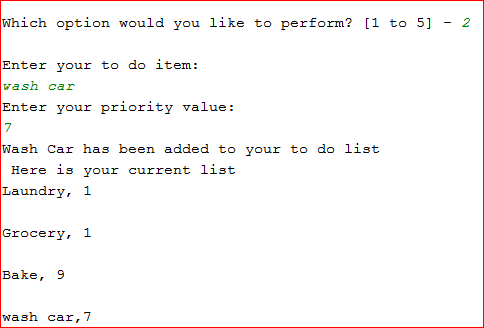 Which option would you like to perform? [1 to 5] - 2
Enter your to do item:
wash car
Enter your priority value:
7
Wash Car has been added to your to do list
Here is your current list
Laundry, 1
Grocery, 1
Bake, 9
wash car,7